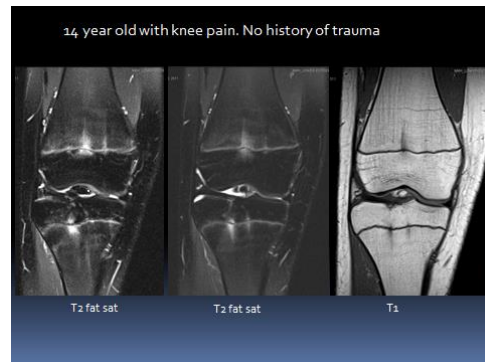 14 year old with knee pain. No history of trauma
T2 fat sat
T2 fat sat
T1